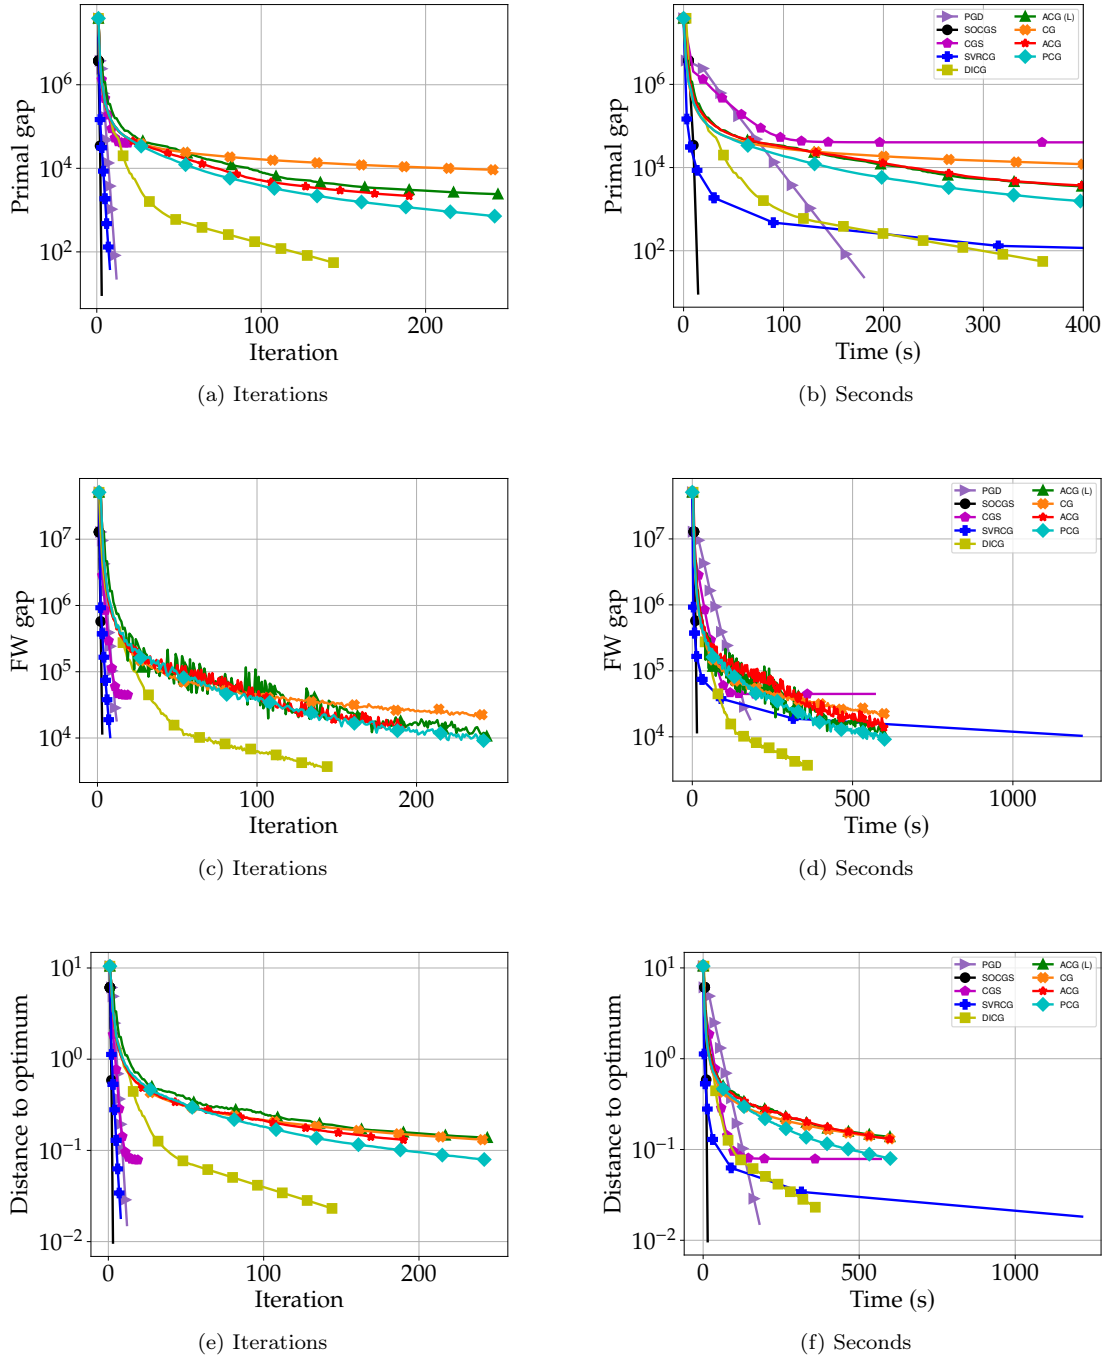 Primal gap
10^6
10^4
10^2
0
100
200
Iteration
(a) Iterations
Primal gap
10^6
10^4
10^2
0
100
200
300
400
Time (s)
PGD
SOCGS
CGS
SVRCG
DICG
ACG (L)
CG
ACG
PCG
(b) Seconds
FW gap
10^7
10^6
10^5
10^4
0
100
200
Iteration
(c) Iterations
FW gap
10^7
10^6
10^5
10^4
0
500
1000
Time (s)
PGD
SOCGS
CGS
SVRCG
DICG
ACG (L)
CG
ACG
PCG
(d) Seconds
Distance to optimum
10^1
10^0
10^−1
10^−2
0
100
200
Iteration
(e) Iterations
Distance to optimum
10^1
10^0
10^−1
10^−2
0
500
1000
Time (s)
PGD
SOCGS
CGS
SVRCG
DICG
ACG (L)
CG
ACG
PCG
(f) Seconds